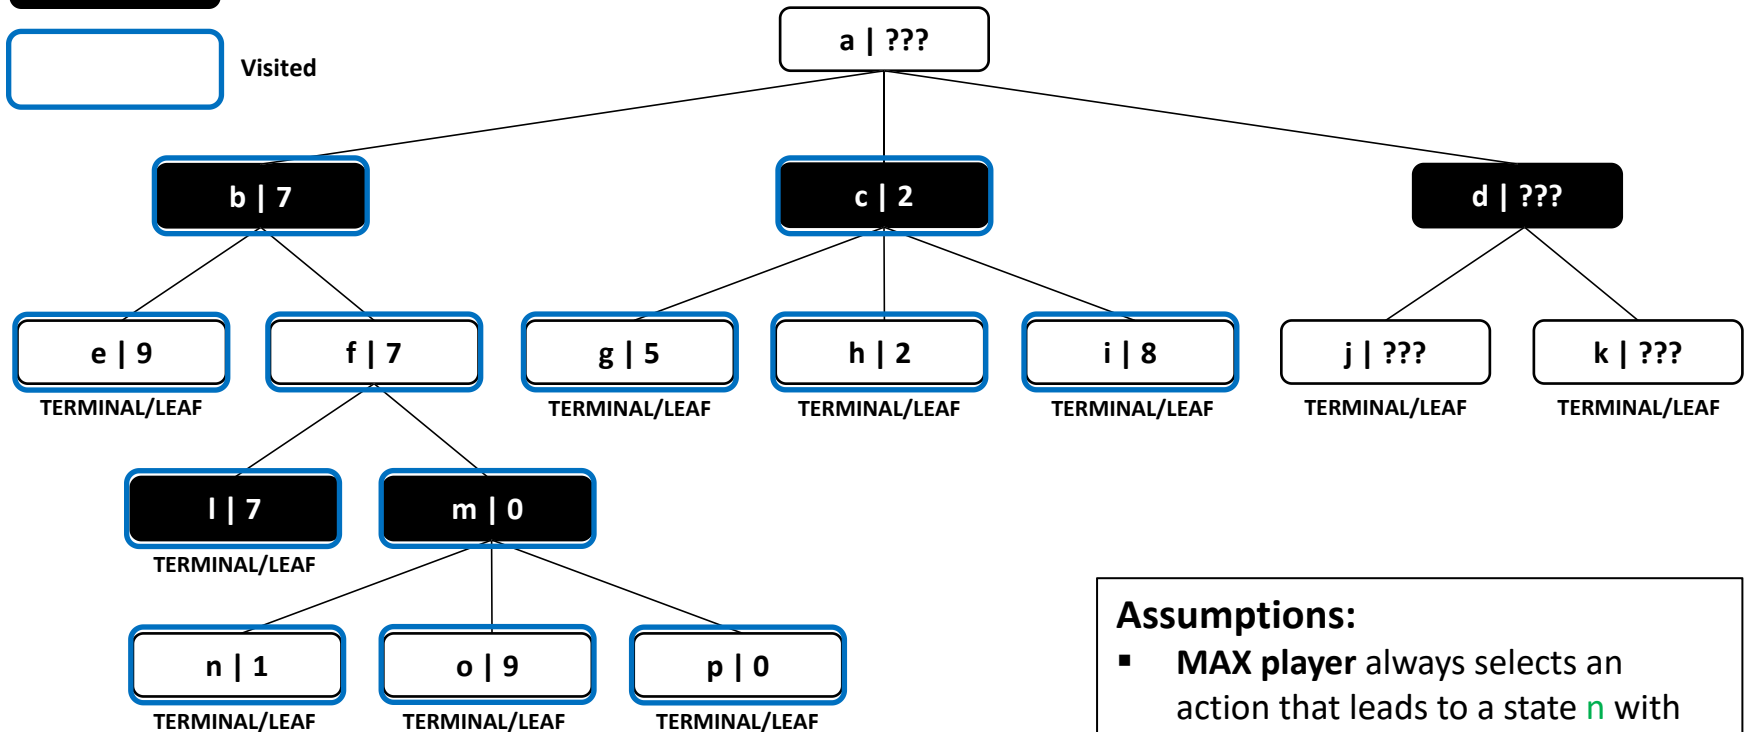 a | ???
Visited
b | 7
c | 2
d | ???
e | 9
f | 7
g | 5
h | 2
i | 8
j | ???
k | ???
TERMINAL/LEAF
TERMINAL/LEAF
TERMINAL/LEAF
TERMINAL/LEAF
TERMINAL/LEAF
TERMINAL/LEAF
l | 7
m | 0
TERMINAL/LEAF
n | 1
o | 9
p | 0
TERMINAL/LEAF
TERMINAL/LEAF
TERMINAL/LEAF
Assumptions:
▪ MAX player always selects an
action that leads to a state n with